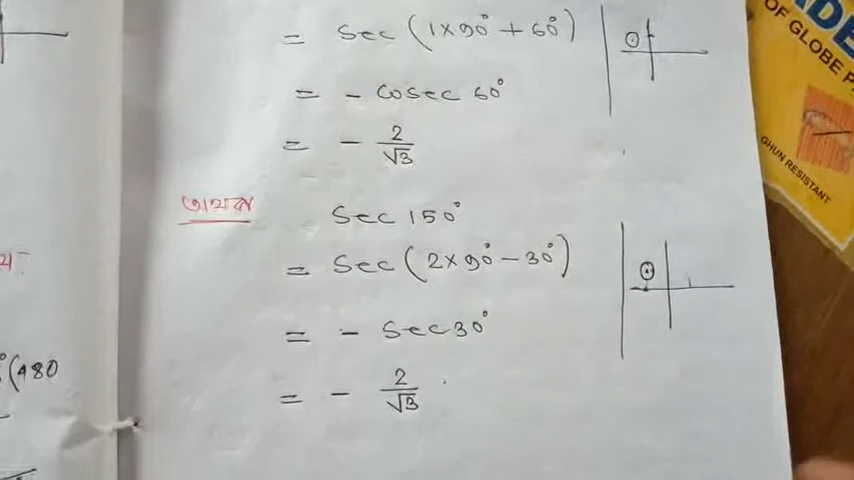 = sec (1×90° + 60°)
= - cosec 60°
= - 2/√3
অথবা
sec 150°
= sec (2×90° - 30°)
= - sec 30°
= - 2/√3
(480
OF GLOBE P
GHUN RESISTANT